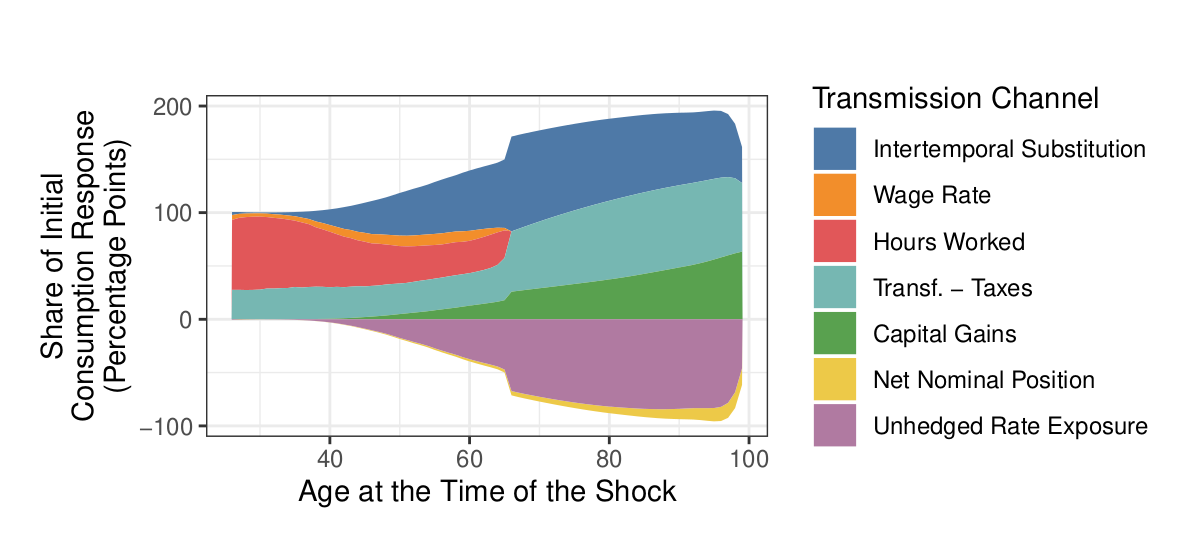 Share of Initial
Consumption Response
(Percentage Points)
200
100
0
−100
40
60
80
100
Age at the Time of the Shock
Transmission Channel
Intertemporal Substitution
Wage Rate
Hours Worked
Transf. − Taxes
Capital Gains
Net Nominal Position
Unhedged Rate Exposure